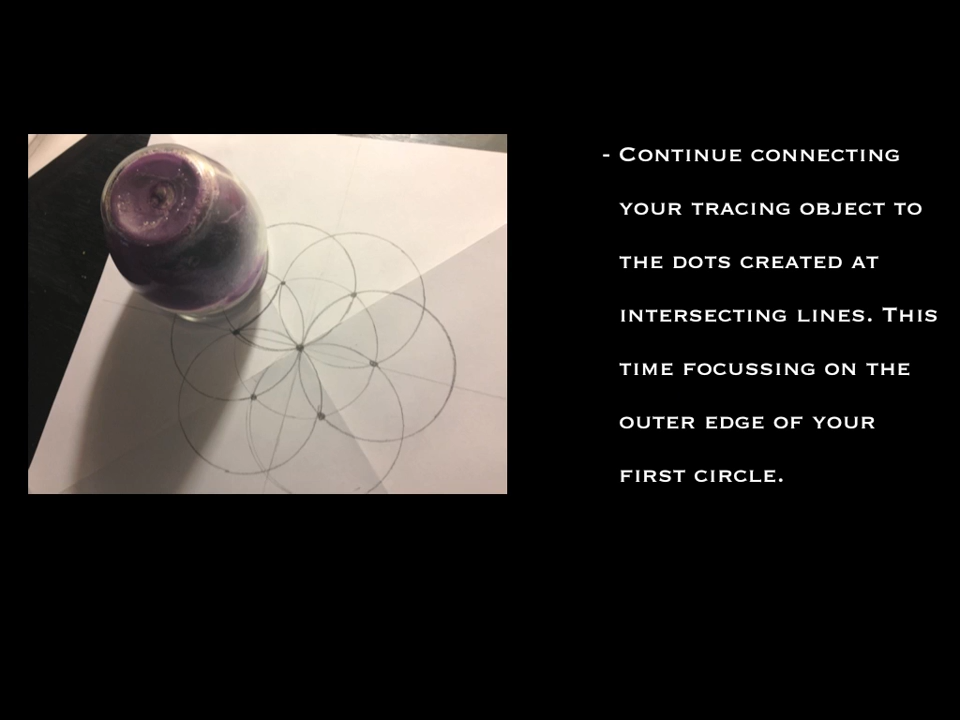 - Continue connecting
your tracing object to
the dots created at
intersecting lines. This
time focussing on the
outer edge of your
first circle.